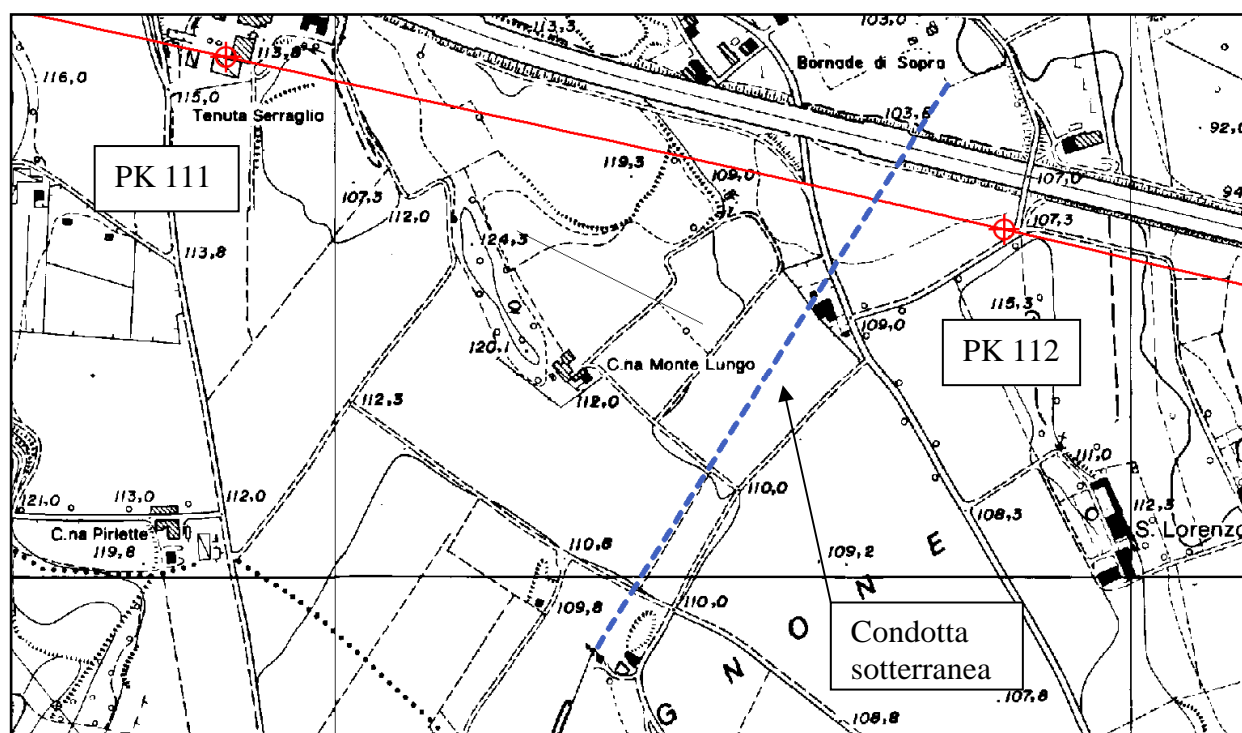 113,3
103,0
113,8
Bornade di Sopra
116,0
115,0
Tenuta Serraglio
103,6
92,0
PK 111
119,3
109,0
107,0
94
107,3
112,0
107,3
124,3
113,8
115,3
109,0
PK 112
120,1
C.na Monte Lungo
112,0
112,3
111,0
121,0
113,0
112,0
110,0
108,3
112,3
S. Lorenzo
C.na Pirlette
119,8
110,8
109,2
E
N
109,8
110,0
O
Condotta
sotterranea
N
G
108,8
107,8